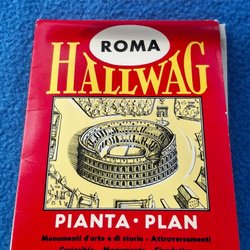 ROMA
HALLWAG
PIANTA · PLAN
Monumenti d'arte e di storia - Attraversamenti